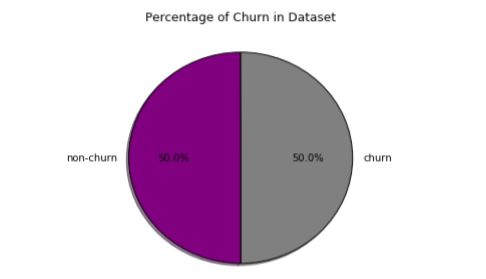 Percentage of Churn in Dataset
non-churn
50.0%
50.0%
churn